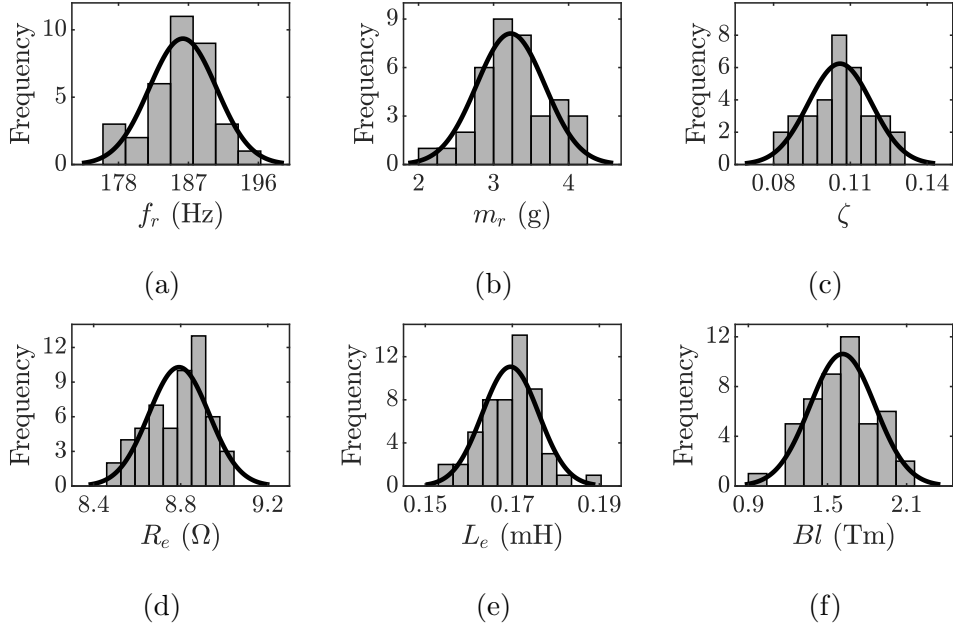 Frequency
10
5
0
178 187 196
f_r (Hz)
(a)
Frequency
9
6
3
0
2 3 4
m_r (g)
(b)
Frequency
8
6
4
2
0
0.08 0.11 0.14
ζ
(c)
Frequency
12
9
6
3
0
8.4 8.8 9.2
R_e (Ω)
(d)
Frequency
12
8
4
0
0.15 0.17 0.19
L_e (mH)
(e)
Frequency
12
8
4
0
0.9 1.5 2.1
Bl (Tm)
(f)